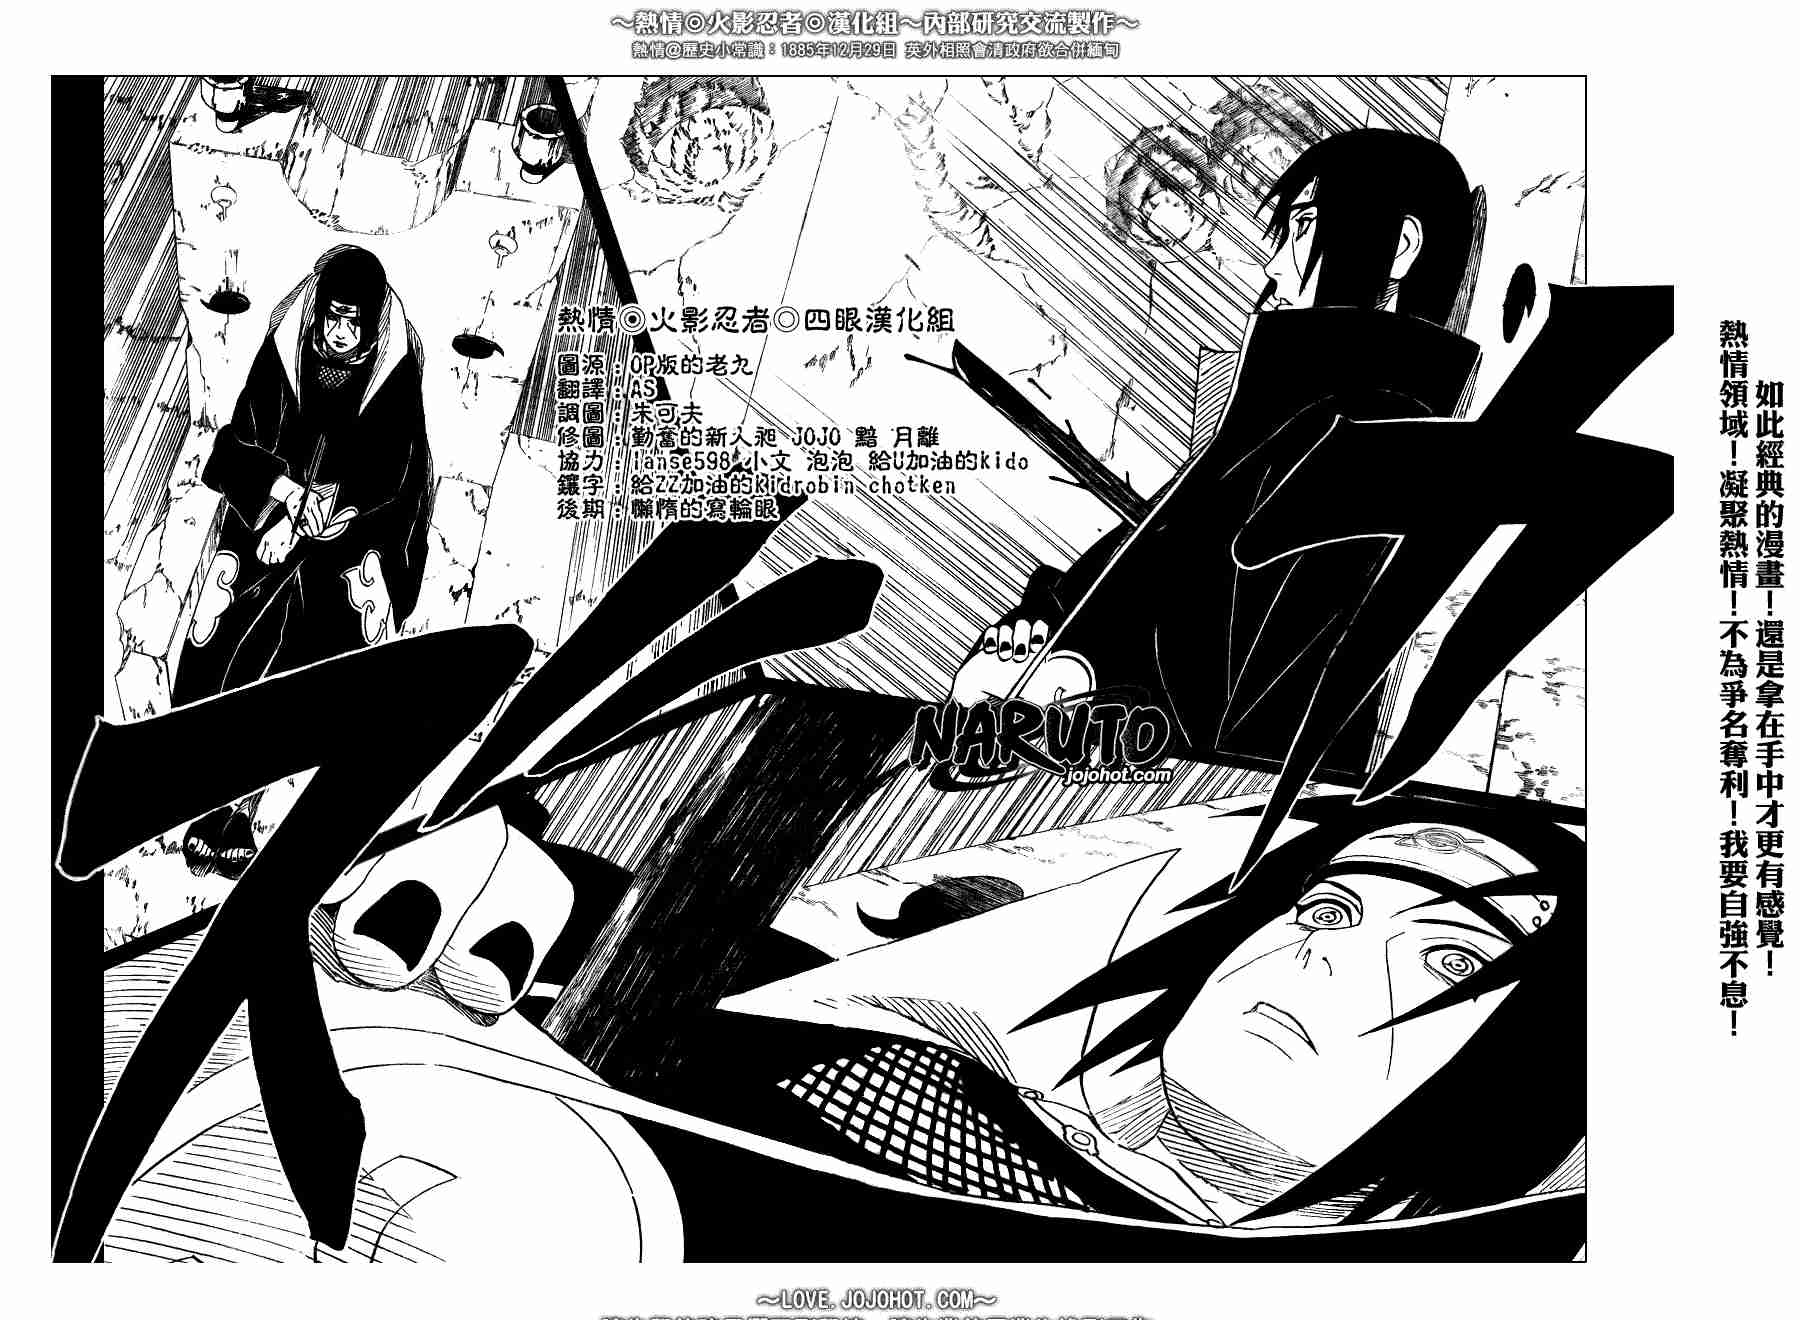 ～熱情◎火影忍者◎漢化組～內部研究交流製作～
熱情@歷史小常識：1885年12月29日 英外相照會清政府欲合併緬甸
熱情◎火影忍者◎四眼漢化組
圖源：OP版的老九
翻譯：AS
調圖：朱可夫
修圖：勤奮的新人昶 JOJO 黯 月離
協力：ianse598 小文 泡泡 給U加油的kido
鑲字：給ZZ加油的kidrobin chotken
後期：懶惰的寫輪眼
NARUTO
jojohot.com
如此經典的漫畫！還是拿在手中才更有感覺！
熱情領域！凝聚熱情！不為爭名奪利！我要自強不息！
～LOVE.JOJOHOT.COM～